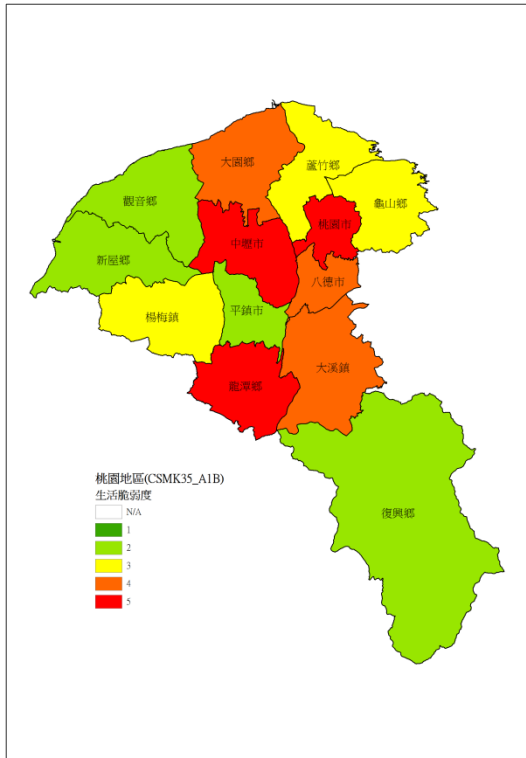 大園鄉
蘆竹鄉
龜山鄉
觀音鄉
桃園市
中壢市
新屋鄉
八德市
平鎮市
楊梅鎮
大溪鎮
龍潭鄉
復興鄉
桃園地區(CSMK35_A1B)
生活脆弱度
N/A
1
2
3
4
5